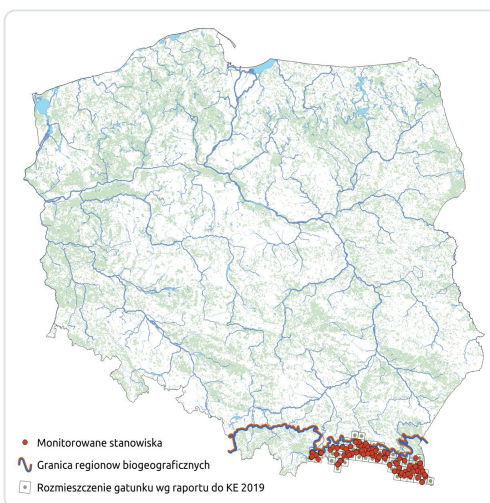 Monitorowane stanowiska
Granica regionow biogeograficznych
Rozmieszczenie gatunku wg raportu do KE 2019